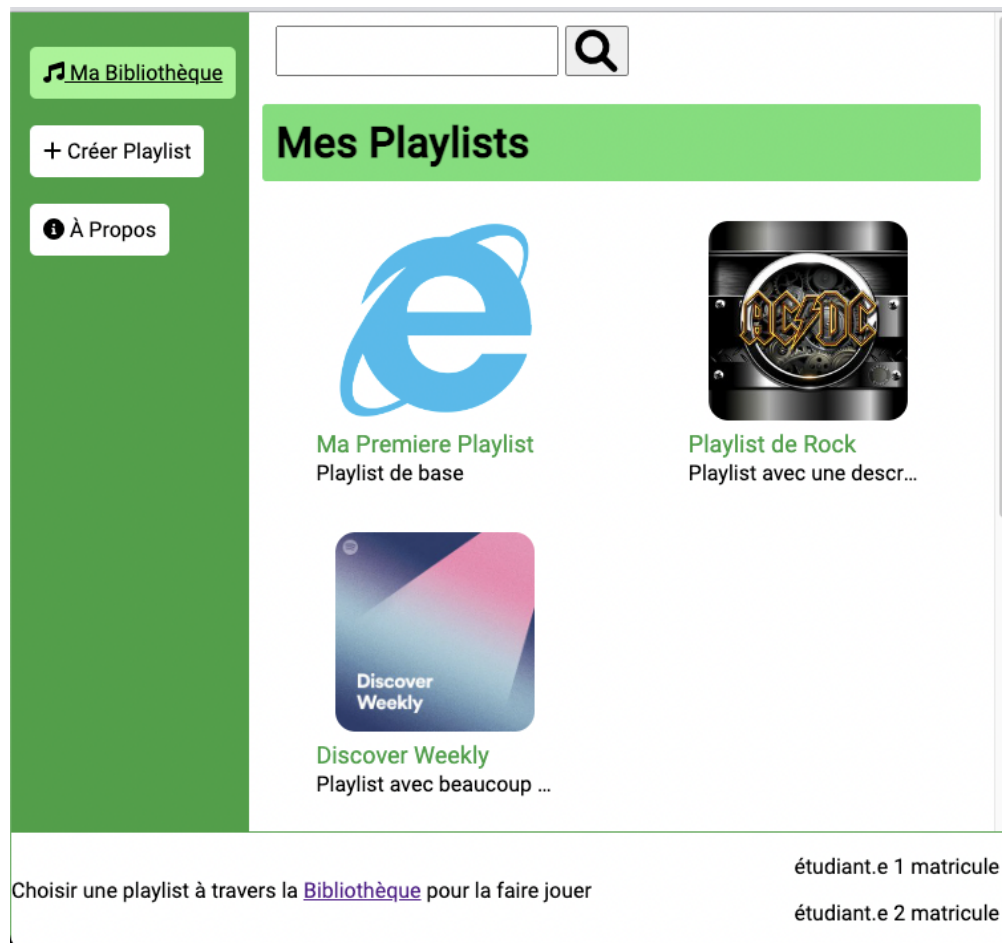 Ma Bibliothèque
+ Créer Playlist
À Propos
Mes Playlists
AC/DC
Ma Premiere Playlist
Playlist de base
Playlist de Rock
Playlist avec une descr...
Discover
Weekly
Discover Weekly
Playlist avec beaucoup ...
Choisir une playlist à travers la Bibliothèque pour la faire jouer
étudiant.e 1 matricule
étudiant.e 2 matricule